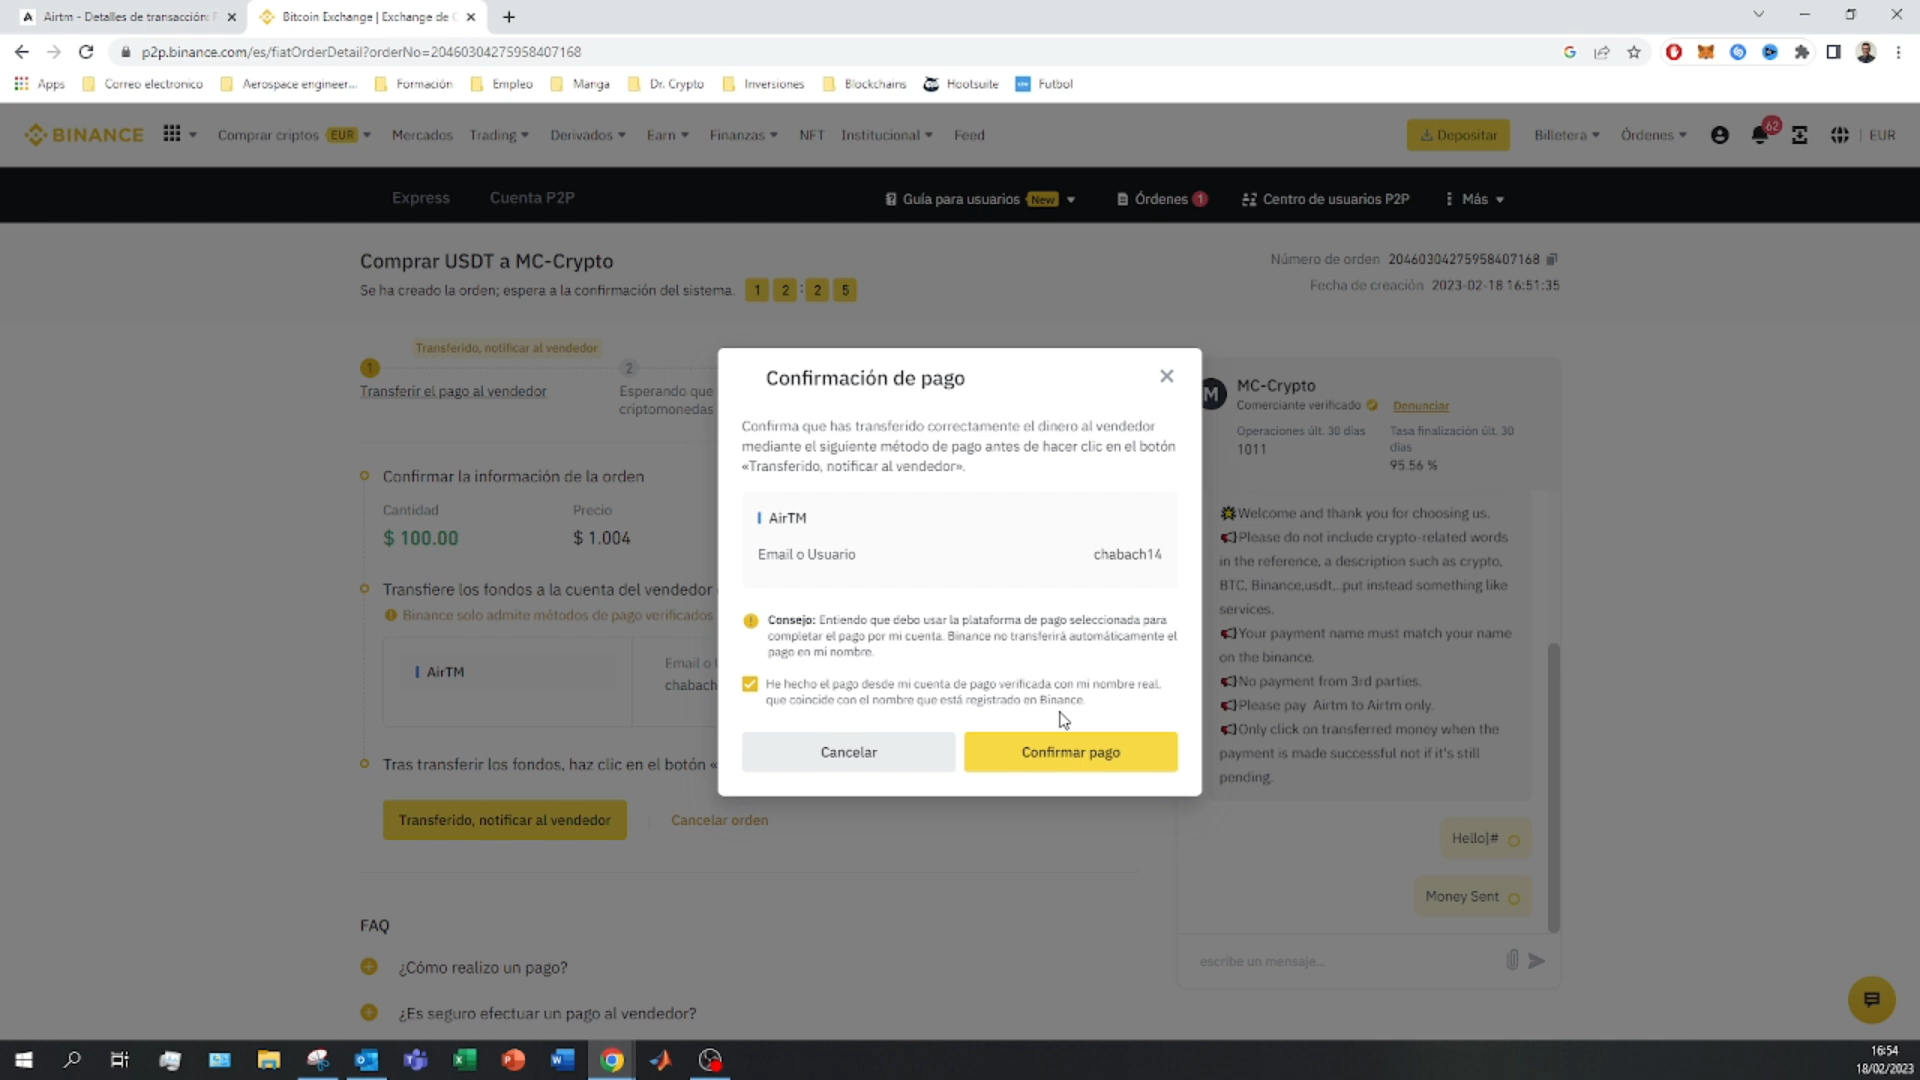 Airtm - Detalles de transacción:
Bitcoin Exchange | Exchange de C
p2p.binance.com/es/fiatOrderDetail?orderNo=20460304275958407168
Apps
Correo electronico
Aerospace engineer...
Formación
Empleo
Manga
Dr. Crypto
Inversiones
Blockchains
Hootsuite
Futbol
BINANCE
Comprar criptos EUR
Mercados
Trading
Derivados
Earn
Finanzas
NFT
Institucional
Feed
Depositar
Billetera
Órdenes
62
EUR
Express
Cuenta P2P
Guía para usuarios New
Órdenes 1
Centro de usuarios P2P
Más
Comprar USDT a MC-Crypto
Se ha creado la orden; espera a la confirmación del sistema. 1 2 : 2 5
Número de orden 20460304275958407168
Fecha de creación 2023-02-18 16:51:35
Transferido, notificar al vendedor
1
Transferir el pago al vendedor
2
Esperando que
criptomonedas
Confirmar la información de la orden
Cantidad
Precio
$ 100.00
$ 1.004
Transfiere los fondos a la cuenta del vendedor
Binance solo admite métodos de pago verificados
AirTM
Email o
chabach
Tras transferir los fondos, haz clic en el botón «
Transferido, notificar al vendedor
Cancelar orden
FAQ
¿Cómo realizo un pago?
¿Es seguro efectuar un pago al vendedor?
Confirmación de pago
Confirma que has transferido correctamente el dinero al vendedor
mediante el siguiente método de pago antes de hacer clic en el botón
«Transferido, notificar al vendedor».
AirTM
Email o Usuario
chabach14
Consejo: Entiendo que debo usar la plataforma de pago seleccionada para
completar el pago por mi cuenta. Binance no transferirá automáticamente el
pago en mi nombre.
He hecho el pago desde mi cuenta de pago verificada con mi nombre real,
que coincide con el nombre que está registrado en Binance.
Cancelar
Confirmar pago
M
MC-Crypto
Comerciante verificado
Denunciar
Operaciones últ. 30 días
1011
Tasa finalización últ. 30
días
95.56 %
Welcome and thank you for choosing us.
Please do not include crypto-related words
in the reference, a description such as crypto,
BTC, Binance,usdt,..put instead something like
services.
Your payment name must match your name
on the binance.
No payment from 3rd parties.
Please pay Airtm to Airtm only.
Only click on transferred money when the
payment is made successful not if it's still
pending.
Hello]#
Money Sent
escribe un mensaje...
16:54
18/02/2023